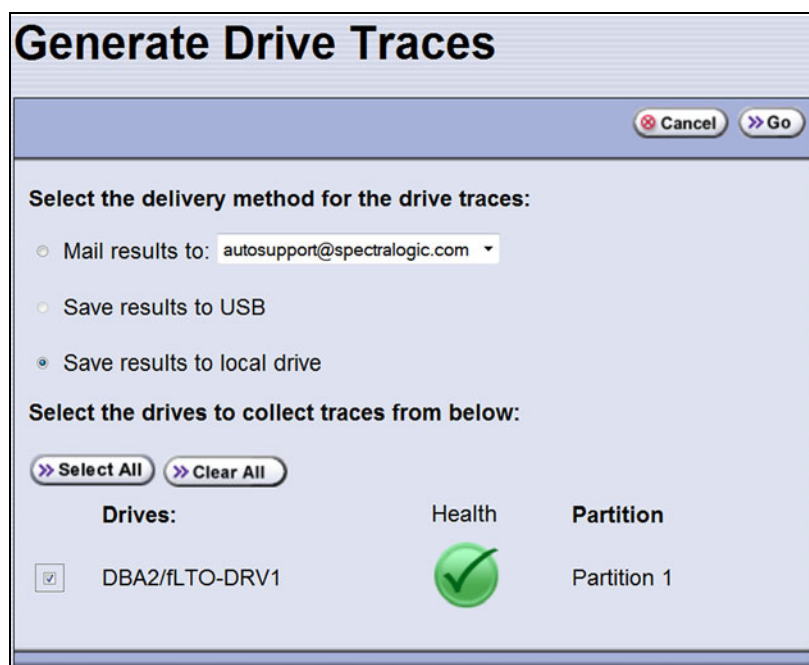 Generate Drive Traces
Cancel Go
Select the delivery method for the drive traces:
Mail results to: autosupport@spectralogic.com
Save results to USB
Save results to local drive
Select the drives to collect traces from below:
Select All Clear All
Drives: Health Partition
DBA2/fLTO-DRV1 Partition 1